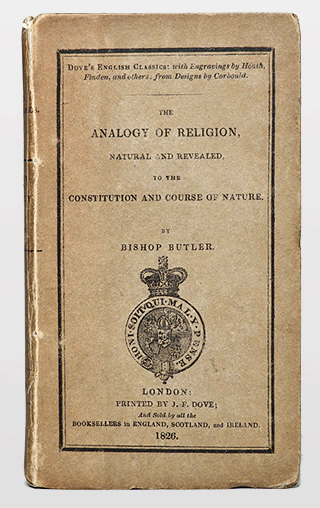 DOVE'S ENGLISH CLASSICS: with Engravings by Heath,
Finden, and others: from Designs by Corbould.
THE
ANALOGY OF RELIGION,
NATURAL AND REVEALED,
TO THE
CONSTITUTION AND COURSE OF NATURE.
BY
BISHOP BUTLER.
HONI·SOIT·QUI·MAL·Y·PENSE
LONDON:
PRINTED BY J. F. DOVE;
And Sold by all the
BOOKSELLERS in ENGLAND, SCOTLAND, and IRELAND.
1826.